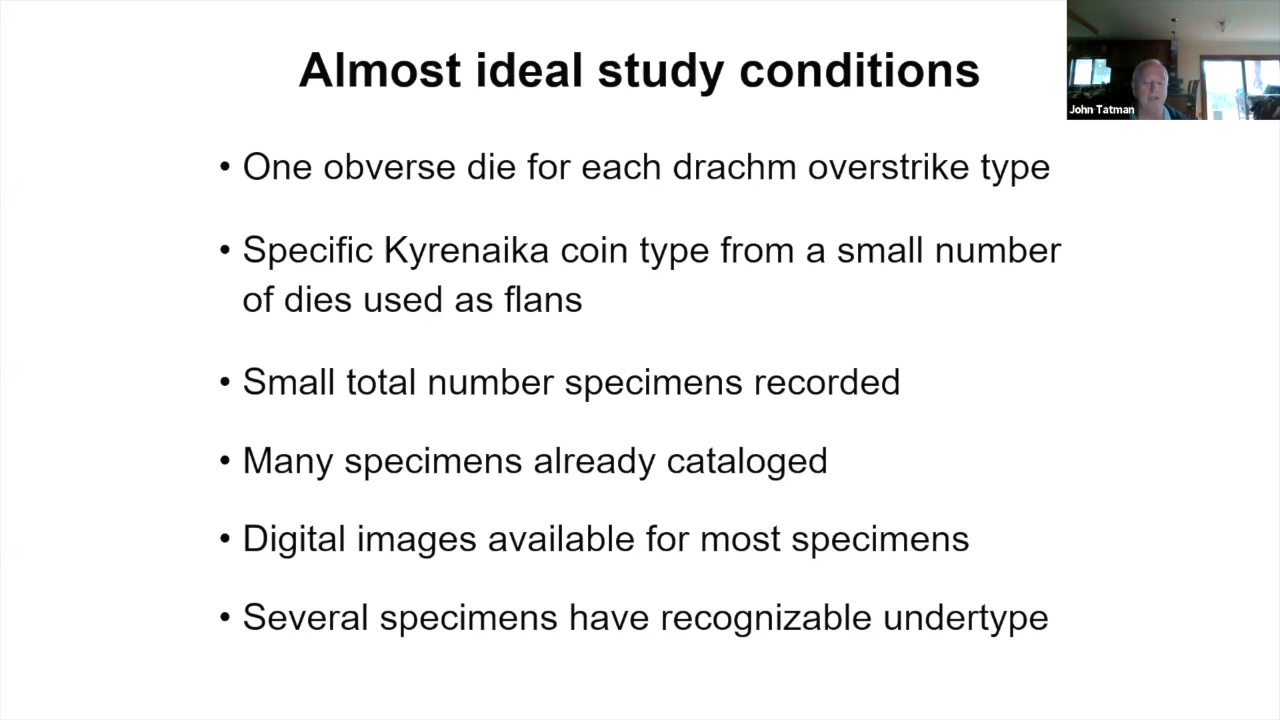 Almost ideal study conditions
John Tatman
• One obverse die for each drachm overstrike type
• Specific Kyrenaika coin type from a small number
of dies used as flans
• Small total number specimens recorded
• Many specimens already cataloged
• Digital images available for most specimens
• Several specimens have recognizable undertype